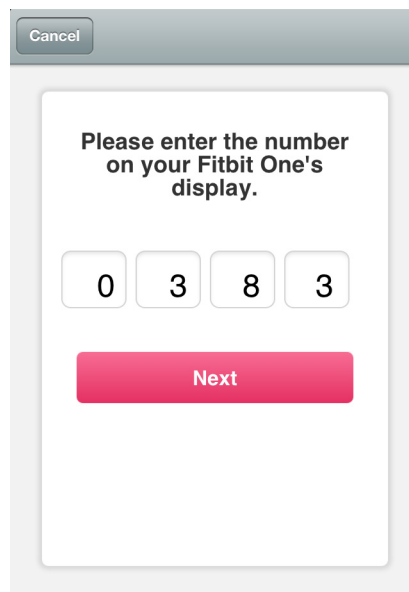 Cancel
Please enter the number
on your Fitbit One's
display.
0 3 8 3
Next